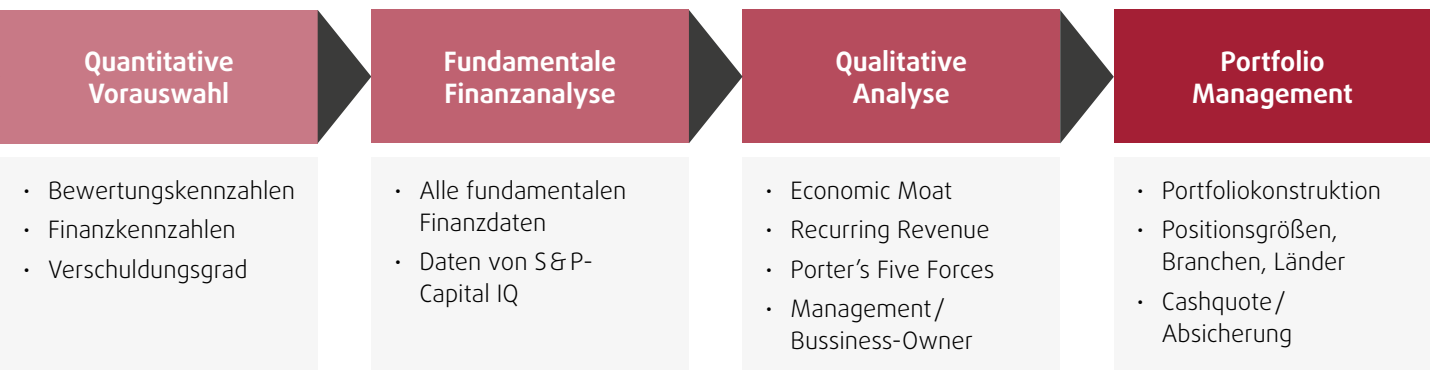 Quantitative
Vorauswahl
· Bewertungskennzahlen
· Finanzkennzahlen
· Verschuldungsgrad
Fundamentale
Finanzanalyse
· Alle fundamentalen
Finanzdaten
· Daten von S&P-
Capital IQ
Qualitative
Analyse
· Economic Moat
· Recurring Revenue
· Porter's Five Forces
· Management/
Bussiness-Owner
Portfolio
Management
· Portfoliokonstruktion
· Positionsgrößen,
Branchen, Länder
· Cashquote/
Absicherung